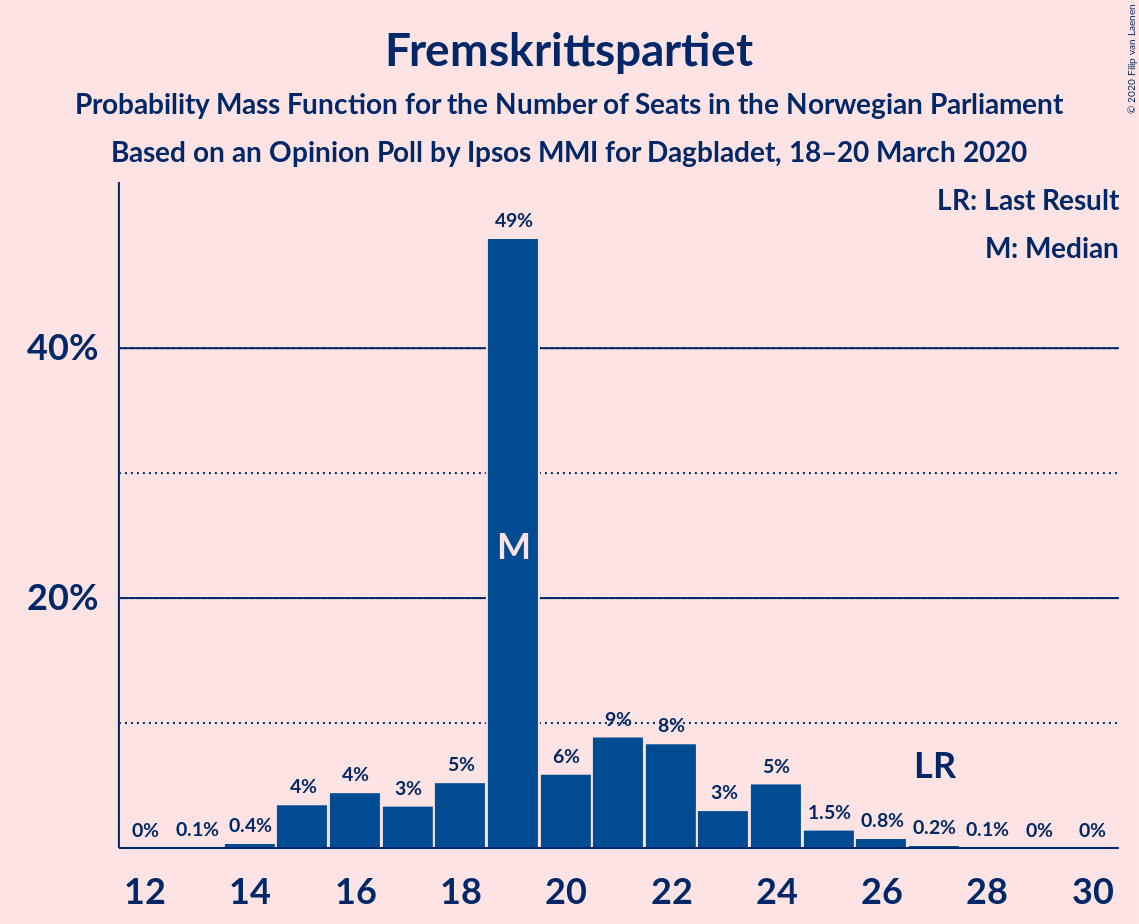 Fremskrittspartiet
Probability Mass Function for the Number of Seats in the Norwegian Parliament
Based on an Opinion Poll by Ipsos MMI for Dagbladet, 18–20 March 2020
© 2020 Filip van Laenen
LR: Last Result
M: Median
40%
20%
0% 0.1% 0.4% 4% 4% 3% 5% 49% 6% 9% 8% 3% 5% 1.5% 0.8% 0.2% 0.1% 0% 0%
M
LR
12 14 16 18 20 22 24 26 28 30